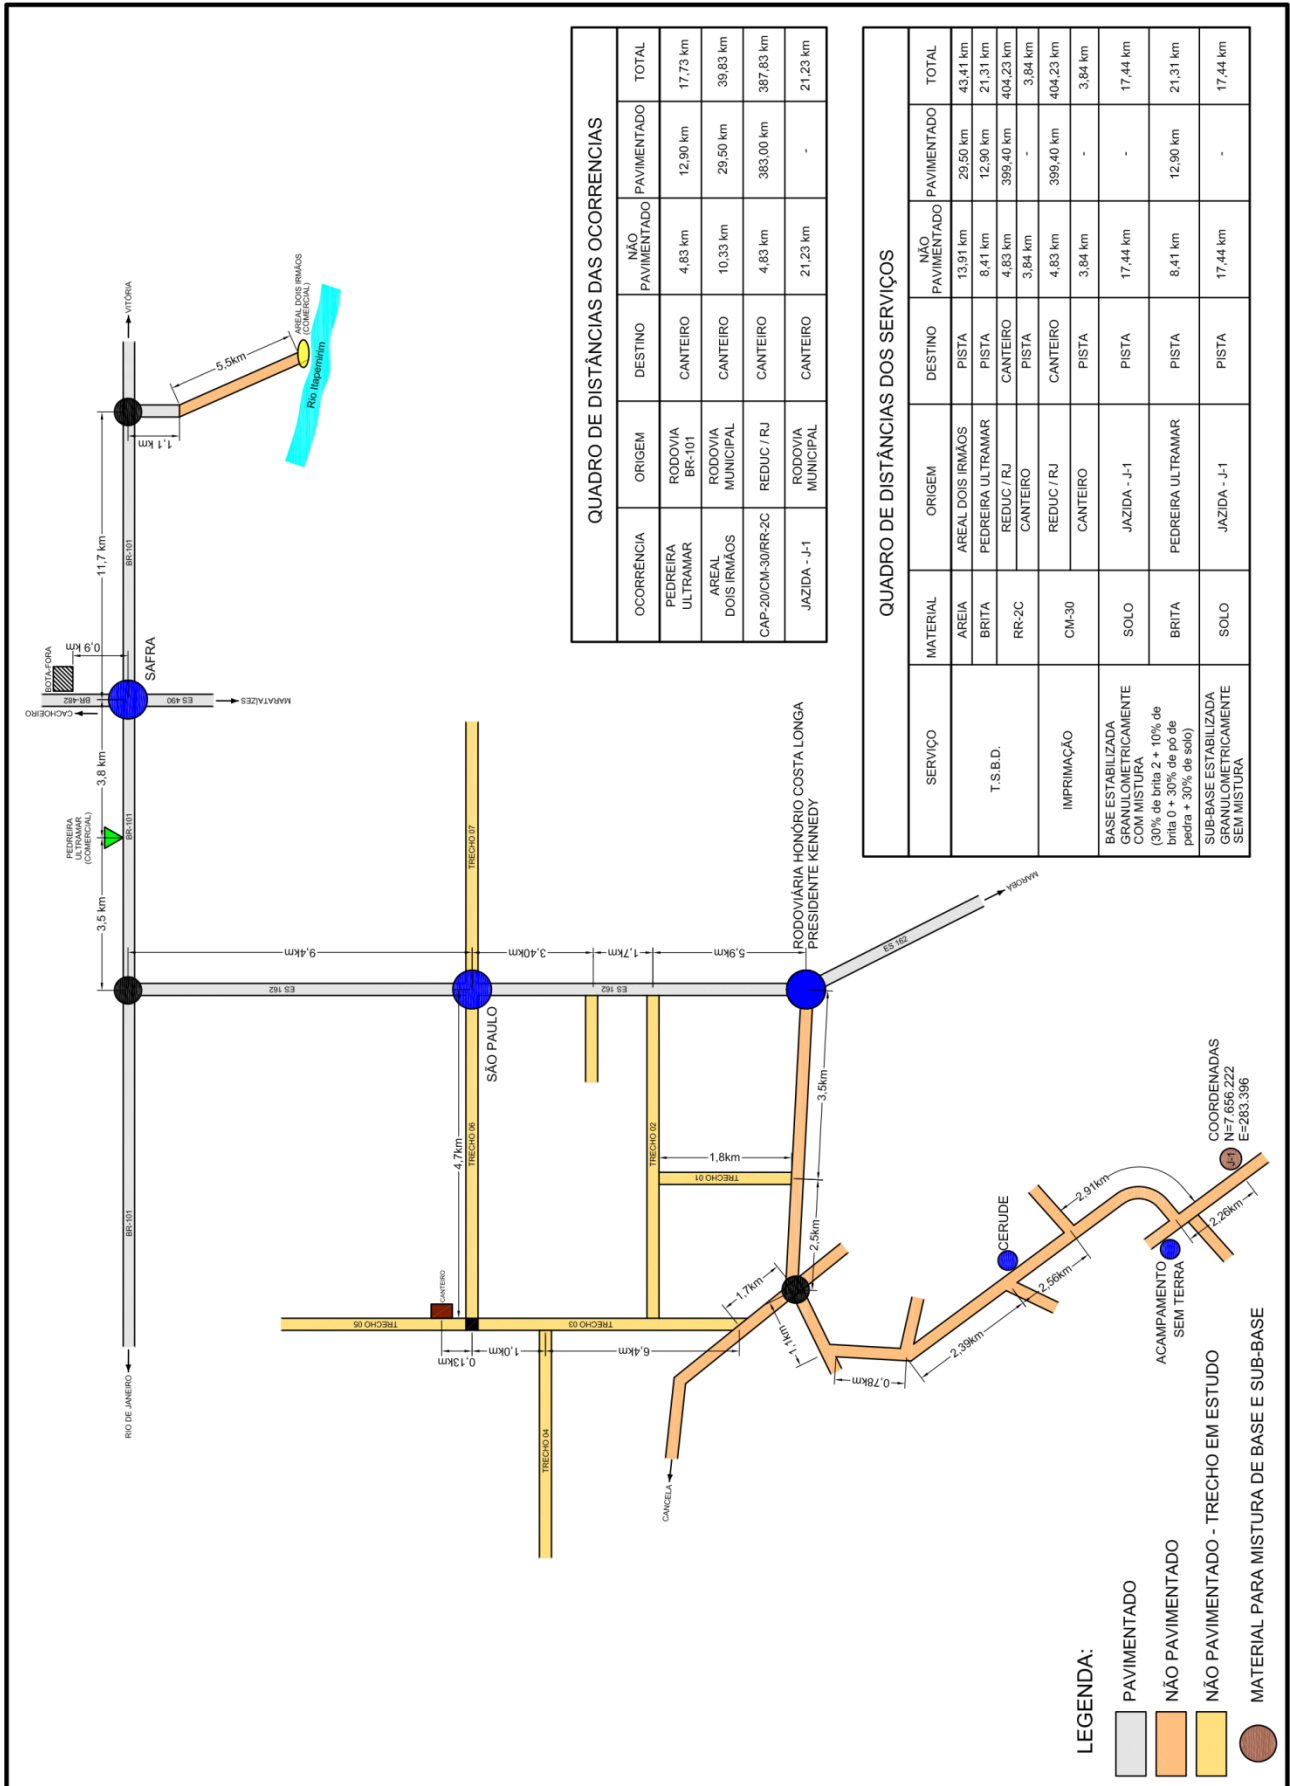 RIO DE JANEIRO
BR-101
3,5 km
PEDREIRA
ULTRAMAR
(COMERCIAL)
BR-101
3,8 km
CACHOEIRO
BR-482
BOTA-FORA
0,9 km
SAFRA
ES 490
MARATAÍZES
11,7 km
BR-101
VITÓRIA
1,1 km
5,5km
AREAL DOIS IRMÃOS
(COMERCIAL)
Rio Itapemirim
ES 162
9,4km
SÃO PAULO
TRECHO 07
TRECHO 06
4,7km
3,40km
1,7km
5,9km
ES 162
TRECHO 02
TRECHO 01
1,8km
RODOVIÁRIA HONÓRIO COSTA LONGA
PRESIDENTE KENNEDY
ES 162
MAROBÁ
3,5km
2,5km
CANTEIRO
TRECHO 05
TRECHO 03
0,13km
1,0km
6,4km
TRECHO 04
1,7km
1,1km
CANCELA
0,78km
2,39km
CERUDE
2,56km
2,91km
ACAMPAMENTO
SEM TERRA
2,26km
J-1
COORDENADAS
N=7.656.222
E=283.396
QUADRO DE DISTÂNCIAS DAS OCORRENCIAS
OCORRÊNCIA ORIGEM DESTINO NÃO PAVIMENTADO PAVIMENTADO TOTAL
PEDREIRA ULTRAMAR RODOVIA BR-101 CANTEIRO 4,83 km 12,90 km 17,73 km
AREAL DOIS IRMÃOS RODOVIA MUNICIPAL CANTEIRO 10,33 km 29,50 km 39,83 km
CAP-20/CM-30/RR-2C REDUC / RJ CANTEIRO 4,83 km 383,00 km 387,83 km
JAZIDA - J-1 RODOVIA MUNICIPAL CANTEIRO 21,23 km - 21,23 km
QUADRO DE DISTÂNCIAS DOS SERVIÇOS
SERVIÇO MATERIAL ORIGEM DESTINO NÃO PAVIMENTADO PAVIMENTADO TOTAL
T.S.B.D. AREIA AREAL DOIS IRMÃOS PISTA 13,91 km 29,50 km 43,41 km
BRITA PEDREIRA ULTRAMAR PISTA 8,41 km 12,90 km 21,31 km
RR-2C REDUC / RJ CANTEIRO 4,83 km 399,40 km 404,23 km
CANTEIRO PISTA 3,84 km - 3,84 km
IMPRIMAÇÃO CM-30 REDUC / RJ CANTEIRO 4,83 km 399,40 km 404,23 km
CANTEIRO PISTA 3,84 km - 3,84 km
BASE ESTABILIZADA
GRANULOMETRICAMENTE
COM MISTURA
(30% de brita 2 + 10% de
brita 0 + 30% de pó de
pedra + 30% de solo)
SOLO JAZIDA - J-1 PISTA 17,44 km - 17,44 km
BRITA PEDREIRA ULTRAMAR PISTA 8,41 km 12,90 km 21,31 km
SUB-BASE ESTABILIZADA
GRANULOMETRICAMENTE
SEM MISTURA
SOLO JAZIDA - J-1 PISTA 17,44 km - 17,44 km
LEGENDA:
PAVIMENTADO
NÃO PAVIMENTADO
NÃO PAVIMENTADO - TRECHO EM ESTUDO
MATERIAL PARA MISTURA DE BASE E SUB-BASE